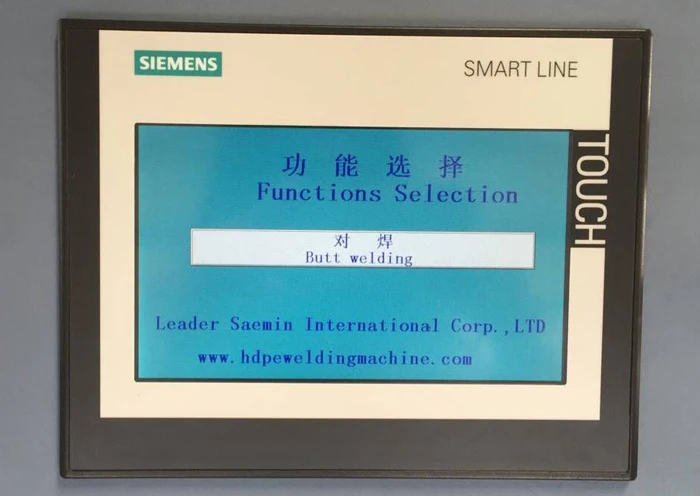 SIEMENS
SMART LINE
TOUCH
功能选择
Functions Selection
对焊
Butt welding
Leader Saemin International Corp.,LTD
www.hdpeweldingmachine.com